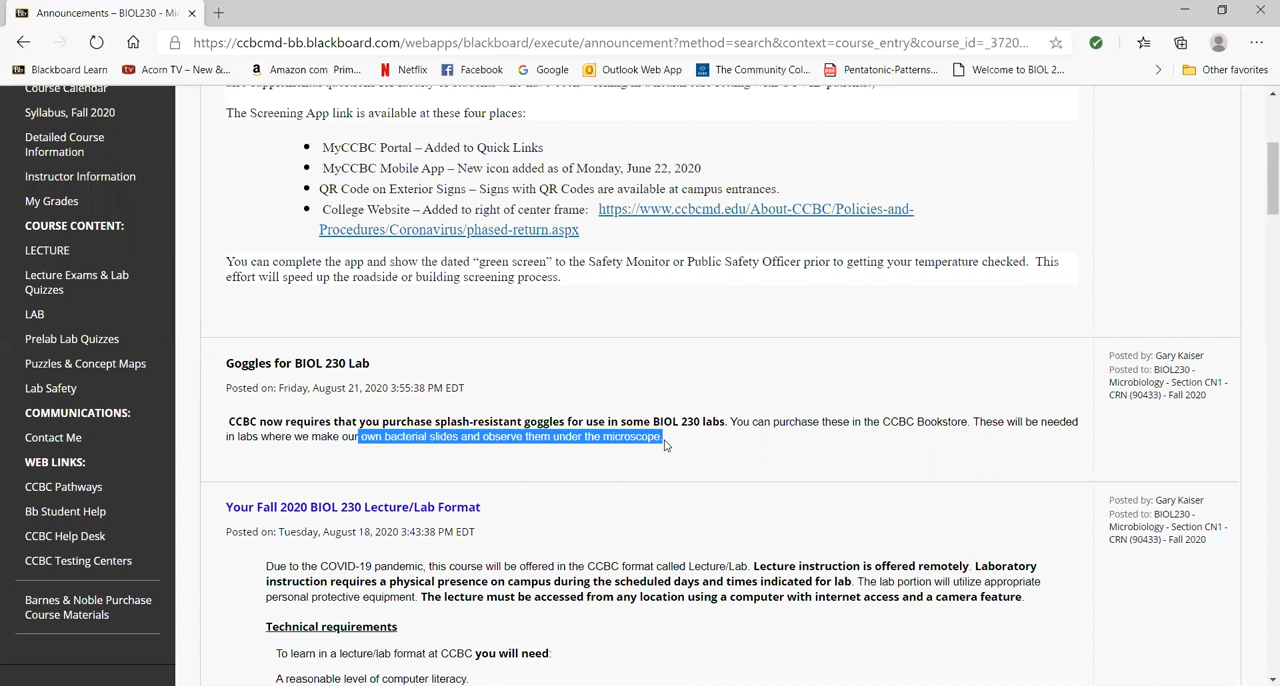 Announcements – BIOL230 - Mi
https://ccbcmd-bb.blackboard.com/webapps/blackboard/execute/announcement?method=search&context=course_entry&course_id=_3720...
Blackboard Learn
Acorn TV – New &...
Amazon com Prim...
Netflix
Facebook
Google
Outlook Web App
The Community Col...
Pentatonic-Patterns...
Welcome to BIOL 2...
Other favorites
Course Calendar
Syllabus, Fall 2020
Detailed Course
Information
Instructor Information
My Grades
COURSE CONTENT:
LECTURE
Lecture Exams & Lab
Quizzes
LAB
Prelab Lab Quizzes
Puzzles & Concept Maps
Lab Safety
COMMUNICATIONS:
Contact Me
WEB LINKS:
CCBC Pathways
Bb Student Help
CCBC Help Desk
CCBC Testing Centers
Barnes & Noble Purchase
Course Materials
The Screening App link is available at these four places:
MyCCBC Portal – Added to Quick Links
MyCCBC Mobile App – New icon added as of Monday, June 22, 2020
QR Code on Exterior Signs – Signs with QR Codes are available at campus entrances.
College Website – Added to right of center frame: https://www.ccbcmd.edu/About-CCBC/Policies-and-
Procedures/Coronavirus/phased-return.aspx
You can complete the app and show the dated “green screen” to the Safety Monitor or Public Safety Officer prior to getting your temperature checked. This
effort will speed up the roadside or building screening process.
Goggles for BIOL 230 Lab
Posted on: Friday, August 21, 2020 3:55:38 PM EDT
CCBC now requires that you purchase splash-resistant goggles for use in some BIOL 230 labs. You can purchase these in the CCBC Bookstore. These will be needed
in labs where we make our own bacterial slides and observe them under the microscope.
Posted by: Gary Kaiser
Posted to: BIOL230 -
Microbiology - Section CN1 -
CRN (90433) - Fall 2020
Your Fall 2020 BIOL 230 Lecture/Lab Format
Posted on: Tuesday, August 18, 2020 3:43:38 PM EDT
Due to the COVID-19 pandemic, this course will be offered in the CCBC format called Lecture/Lab. Lecture instruction is offered remotely. Laboratory
instruction requires a physical presence on campus during the scheduled days and times indicated for lab. The lab portion will utilize appropriate
personal protective equipment. The lecture must be accessed from any location using a computer with internet access and a camera feature.
Technical requirements
To learn in a lecture/lab format at CCBC you will need:
A reasonable level of computer literacy.
Posted by: Gary Kaiser
Posted to: BIOL230 -
Microbiology - Section CN1 -
CRN (90433) - Fall 2020